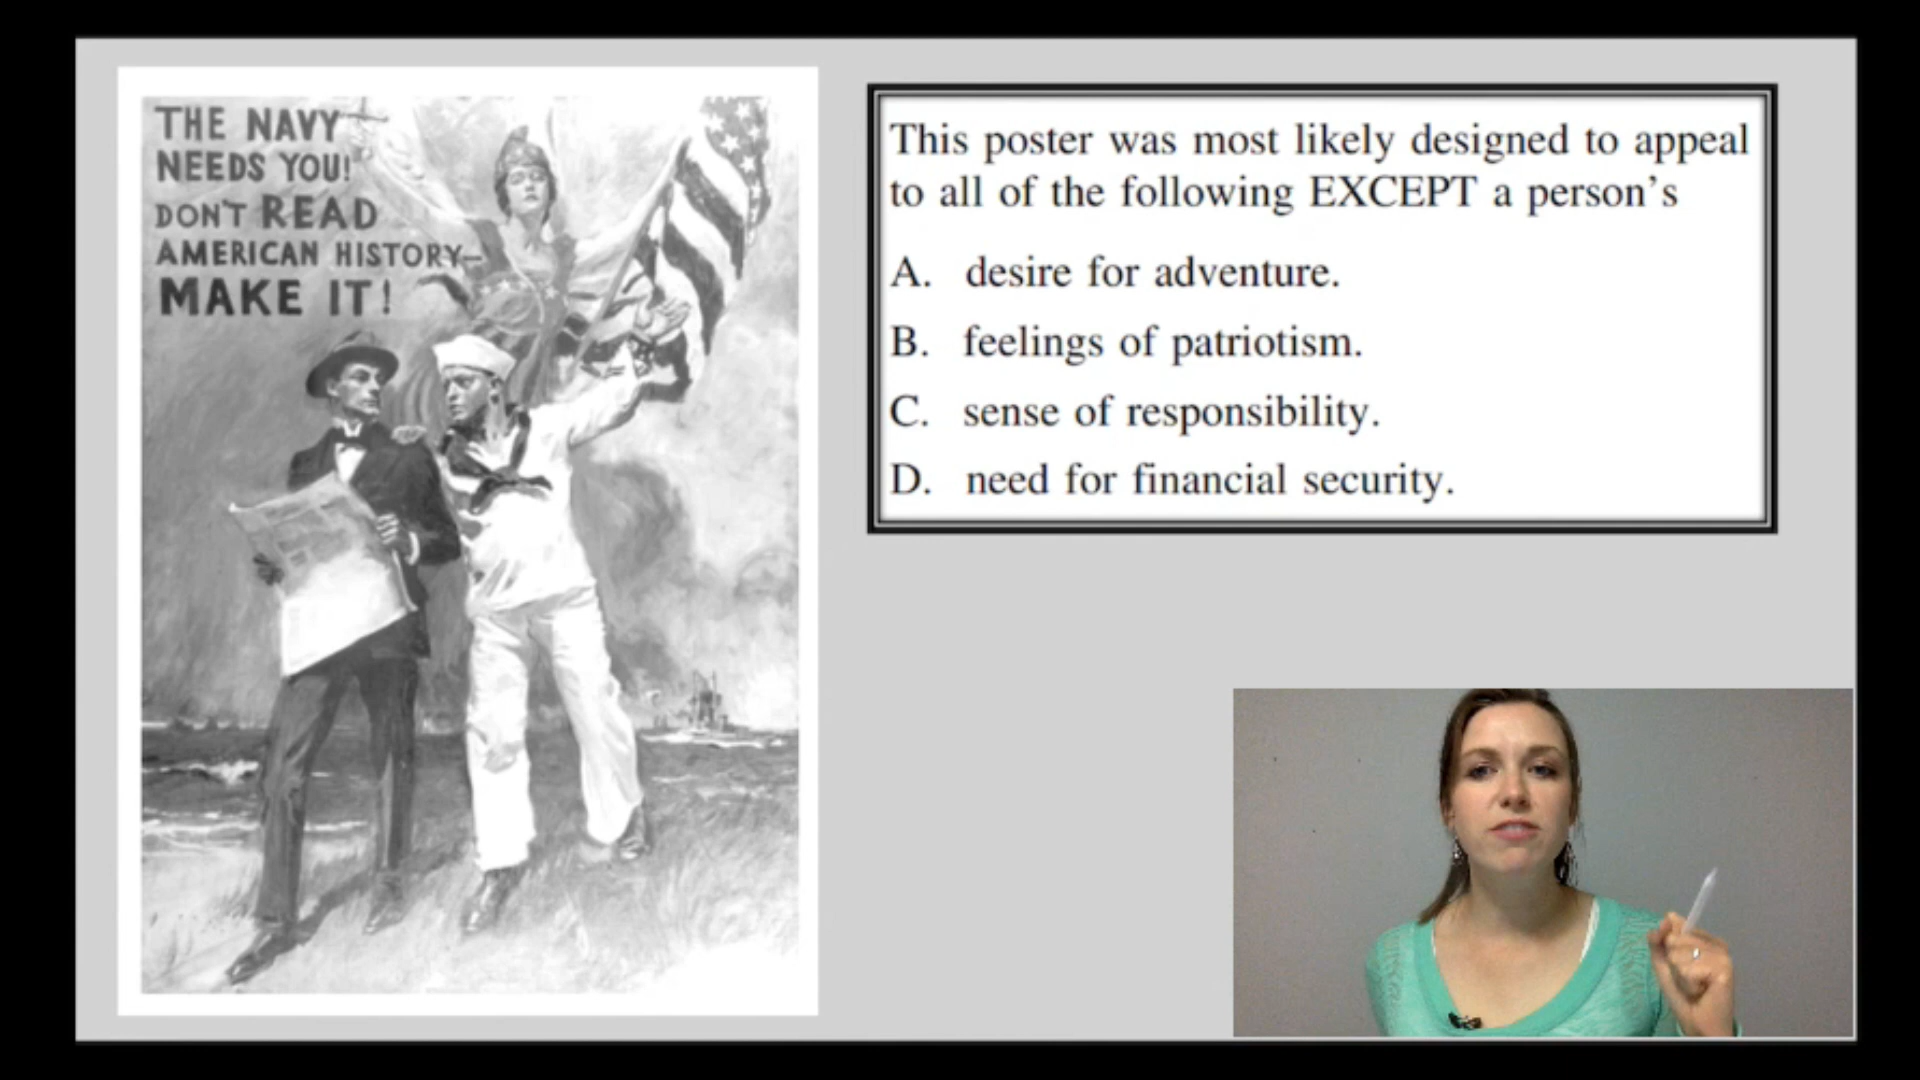 THE NAVY
NEEDS YOU!
DON'T READ
AMERICAN HISTORY—
MAKE IT!
This poster was most likely designed to appeal
to all of the following EXCEPT a person's
A. desire for adventure.
B. feelings of patriotism.
C. sense of responsibility.
D. need for financial security.